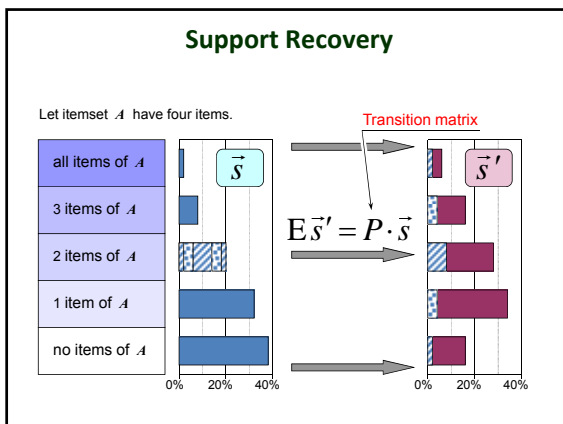 Support Recovery
Let itemset A have four items.
Transition matrix
all items of A
3 items of A
2 items of A
1 item of A
no items of A
s⃗
E s⃗′ = P · s⃗
s⃗′
0% 20% 40%
0% 20% 40%